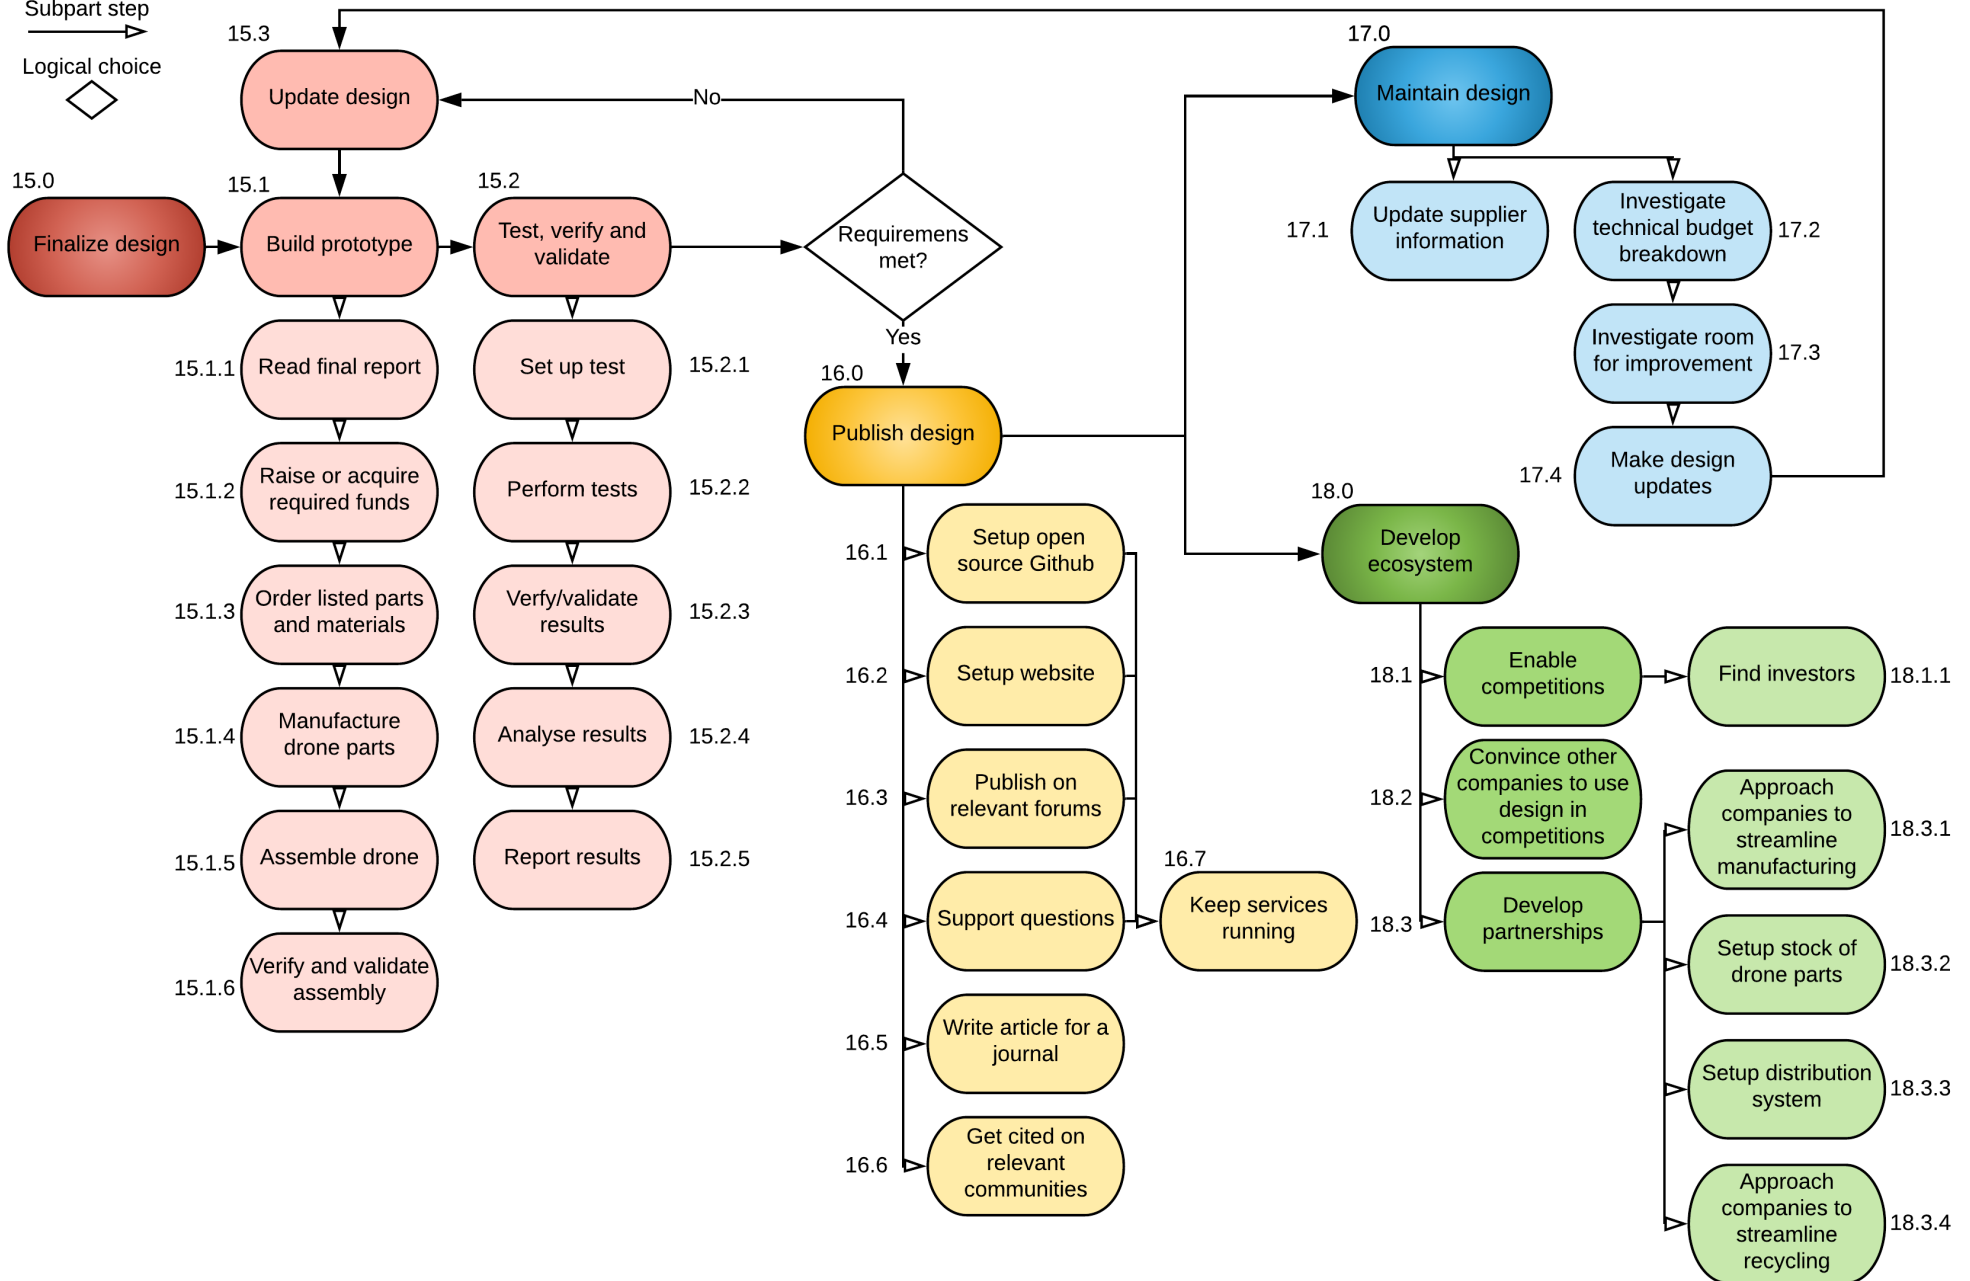 Subpart step
Logical choice
15.3
Update design
No
17.0
Maintain design
15.0
Finalize design
15.1
Build prototype
15.2
Test, verify and
validate
Requiremens
met?
Yes
17.1
Update supplier
information
Investigate
technical budget
breakdown
17.2
Investigate room
for improvement
17.3
17.4
Make design
updates
15.1.1
Read final report
15.1.2
Raise or acquire
required funds
15.1.3
Order listed parts
and materials
15.1.4
Manufacture
drone parts
15.1.5
Assemble drone
15.1.6
Verify and validate
assembly
Set up test
15.2.1
Perform tests
15.2.2
Verfy/validate
results
15.2.3
Analyse results
15.2.4
Report results
15.2.5
16.0
Publish design
16.1
Setup open
source Github
16.2
Setup website
16.3
Publish on
relevant forums
16.4
Support questions
16.5
Write article for a
journal
16.6
Get cited on
relevant
communities
16.7
Keep services
running
18.0
Develop
ecosystem
18.1
Enable
competitions
Find investors
18.1.1
18.2
Convince other
companies to use
design in
competitions
18.3
Develop
partnerships
Approach
companies to
streamline
manufacturing
18.3.1
Setup stock of
drone parts
18.3.2
Setup distribution
system
18.3.3
Approach
companies to
streamline
recycling
18.3.4